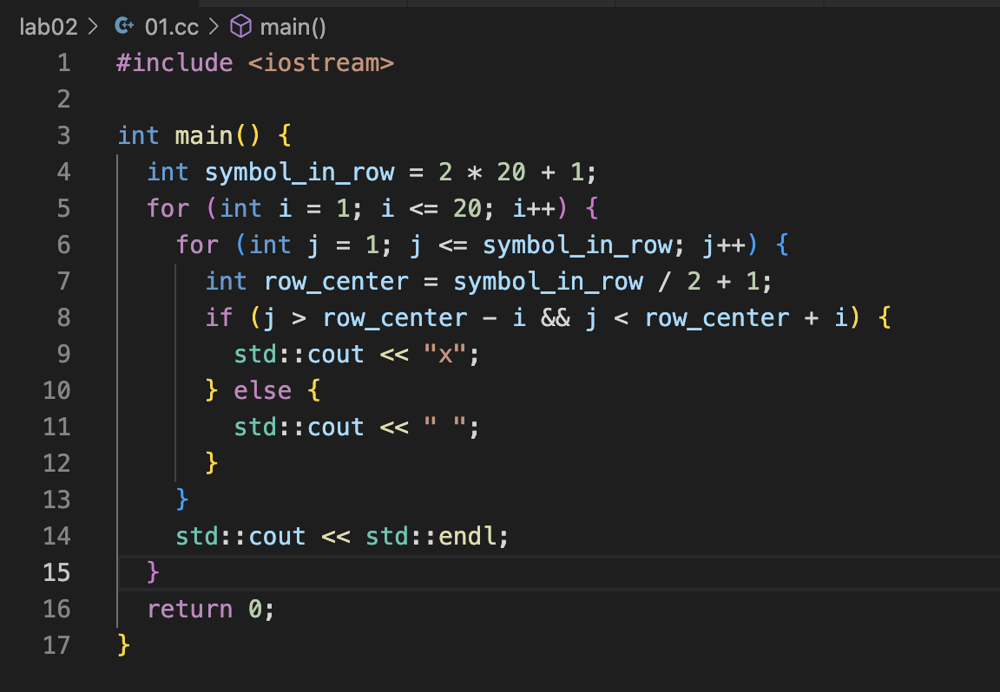 lab02 > C++ 01.cc > main()
1 #include <iostream>
2
3 int main() {
4   int symbol_in_row = 2 * 20 + 1;
5   for (int i = 1; i <= 20; i++) {
6     for (int j = 1; j <= symbol_in_row; j++) {
7       int row_center = symbol_in_row / 2 + 1;
8       if (j > row_center - i && j < row_center + i) {
9         std::cout << "x";
10       } else {
11         std::cout << " ";
12       }
13     }
14     std::cout << std::endl;
15   }
16   return 0;
17 }